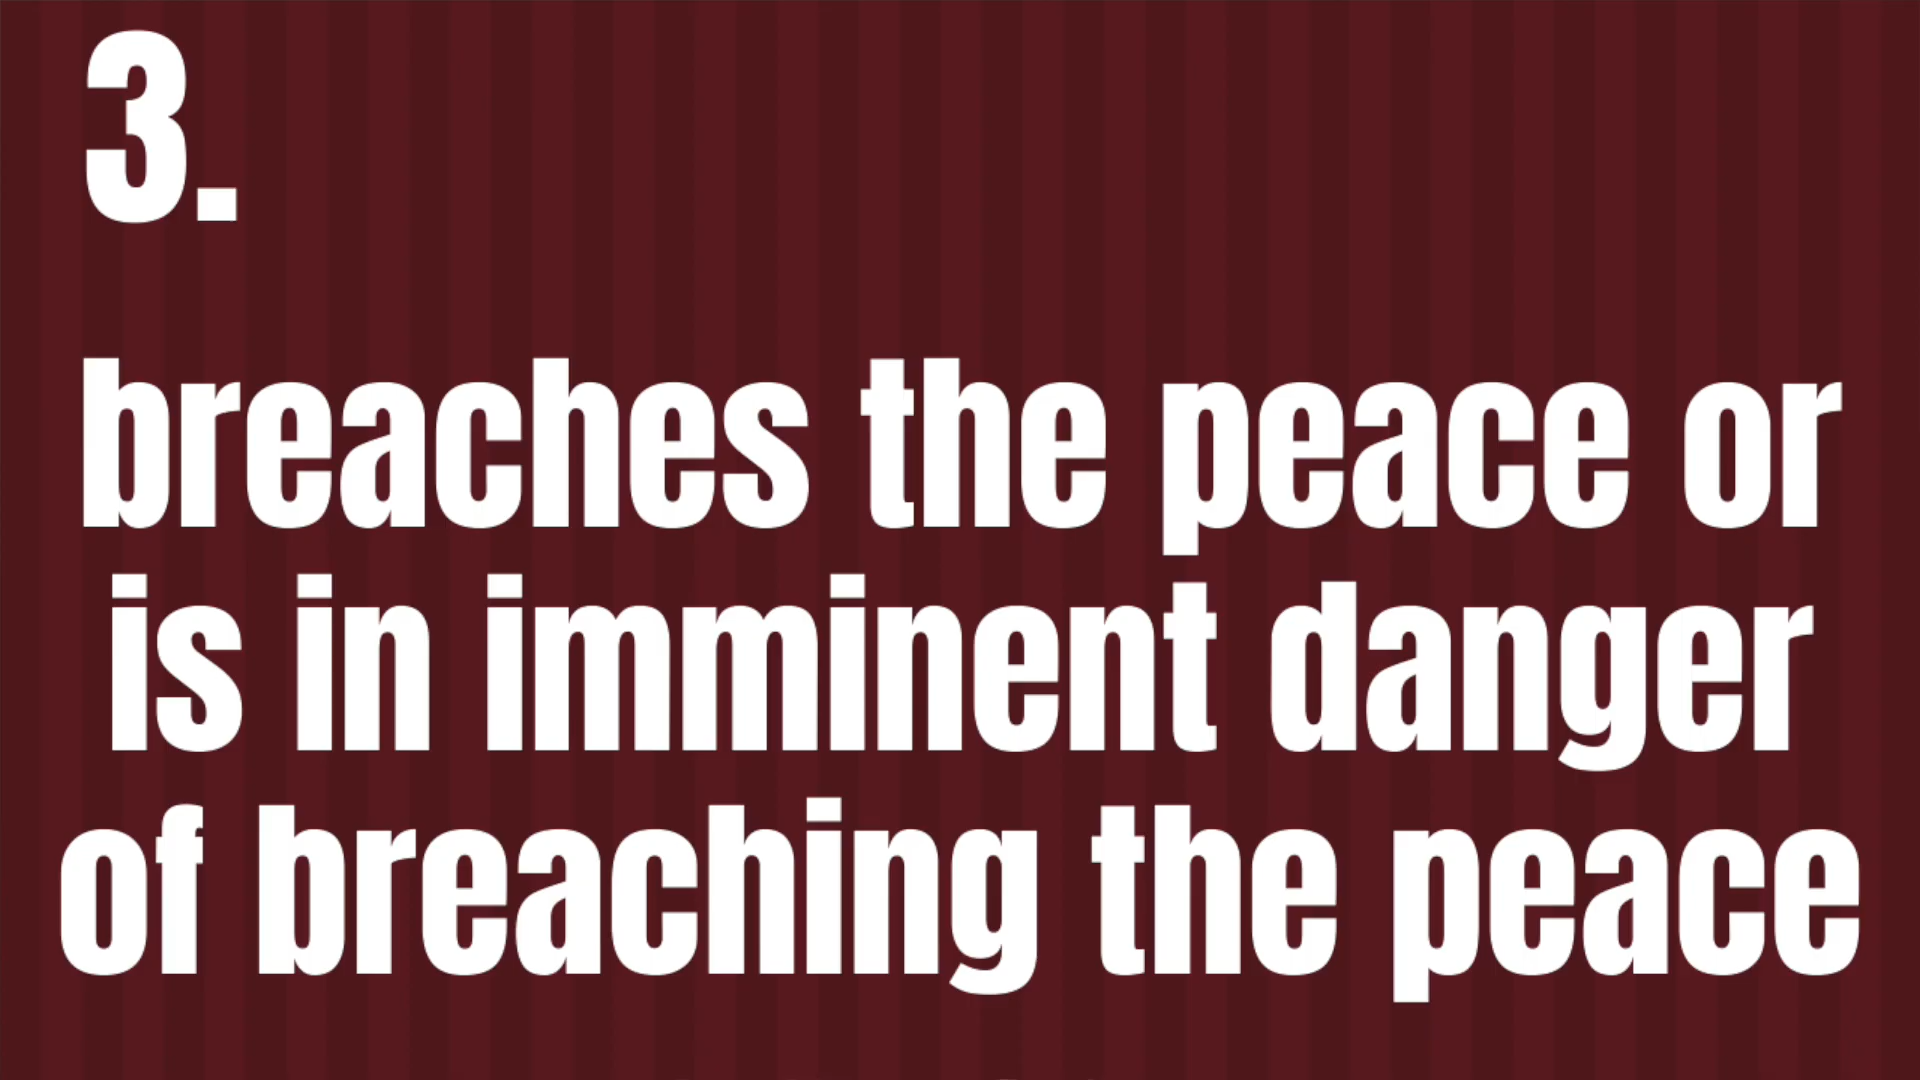 3.
breaches the peace or
is in imminent danger
of breaching the peace